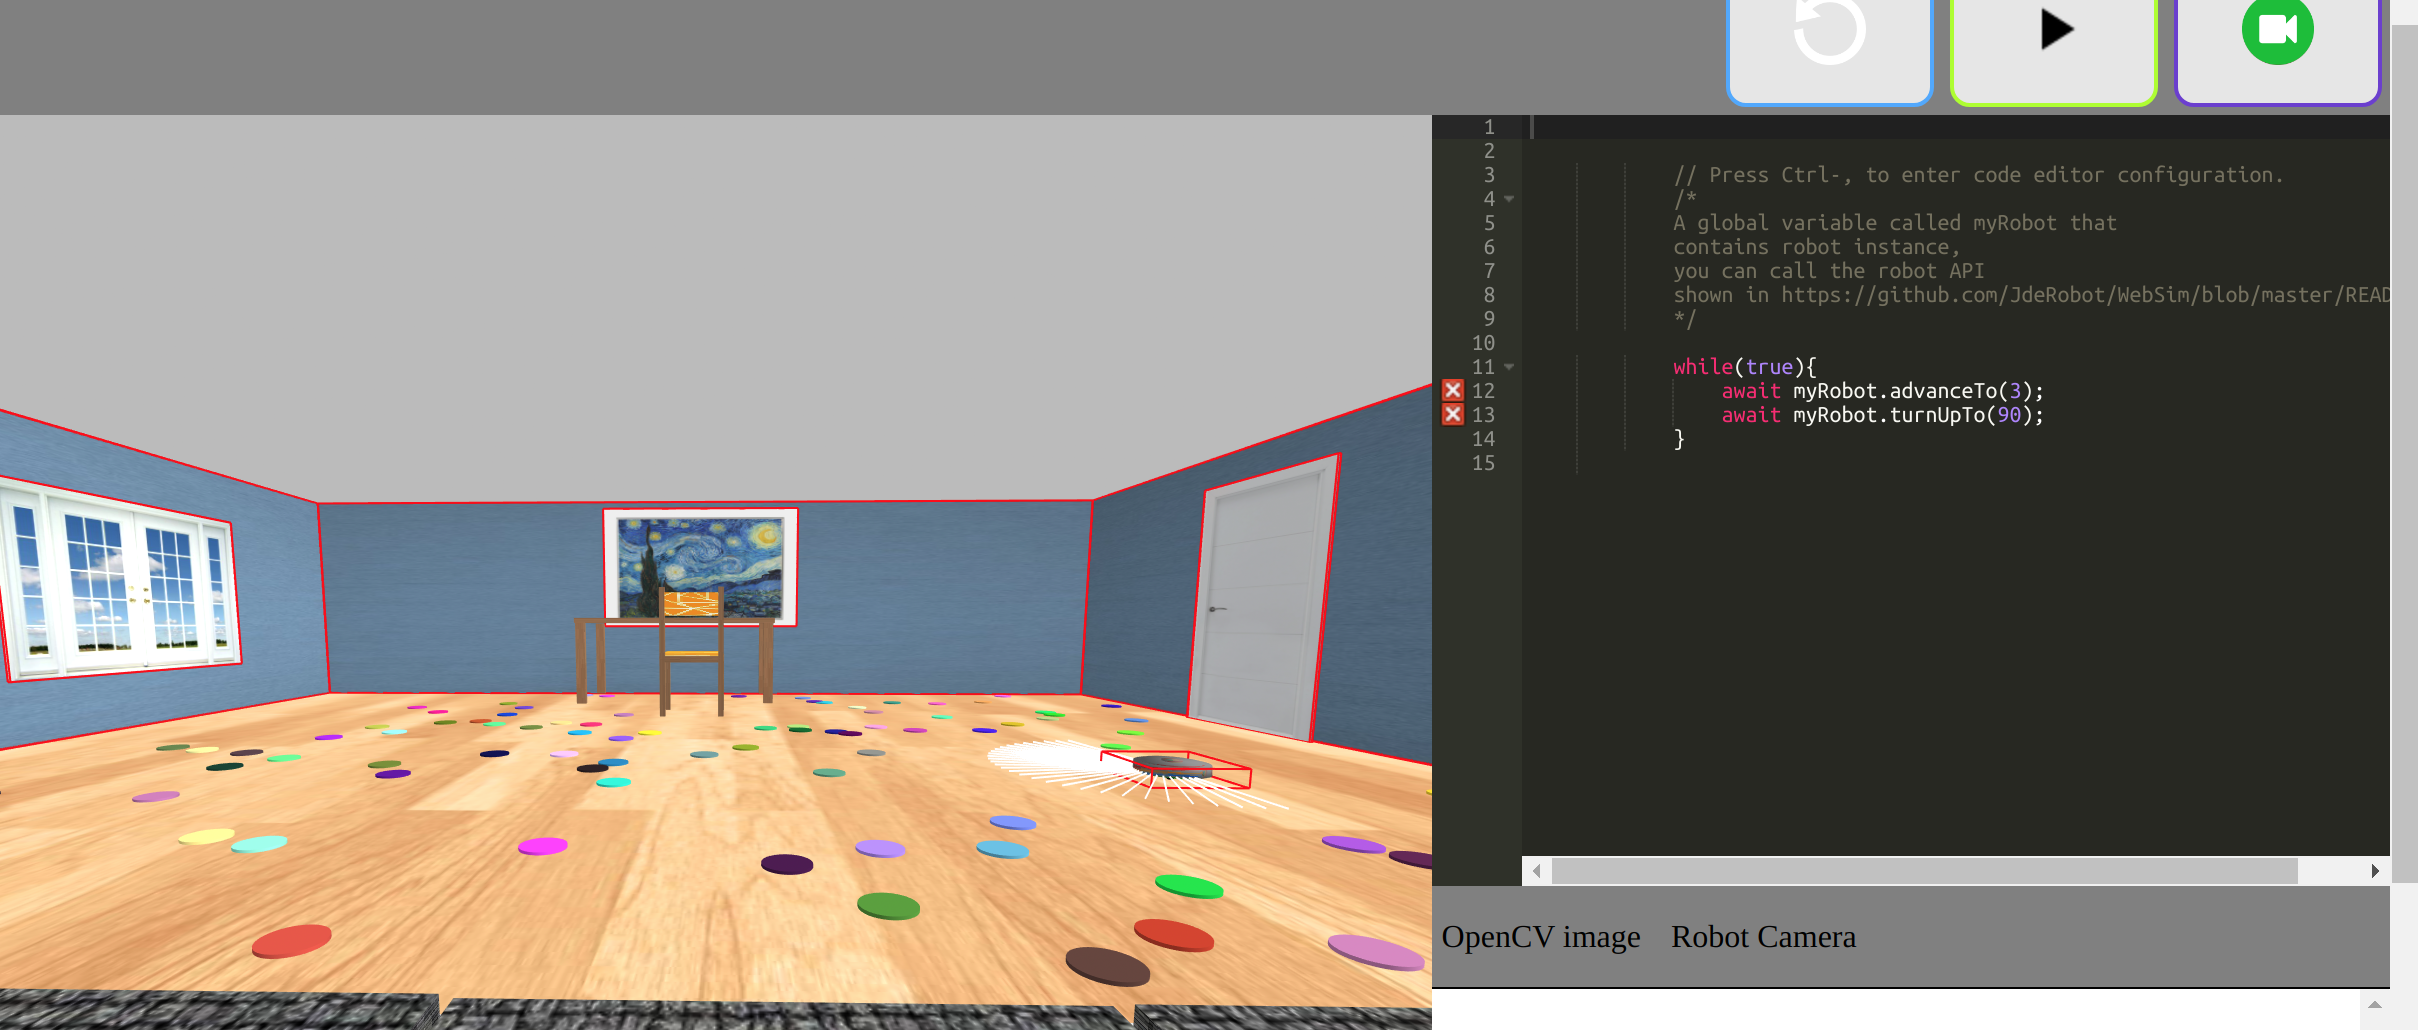 1
2
3 // Press Ctrl-, to enter code editor configuration.
4 /*
5 A global variable called myRobot that
6 contains robot instance,
7 you can call the robot API
8 shown in https://github.com/JdeRobot/WebSim/blob/master/READ
9 */
10
11 while(true){
12 await myRobot.advanceTo(3);
13 await myRobot.turnUpTo(90);
14 }
15
OpenCV image Robot Camera